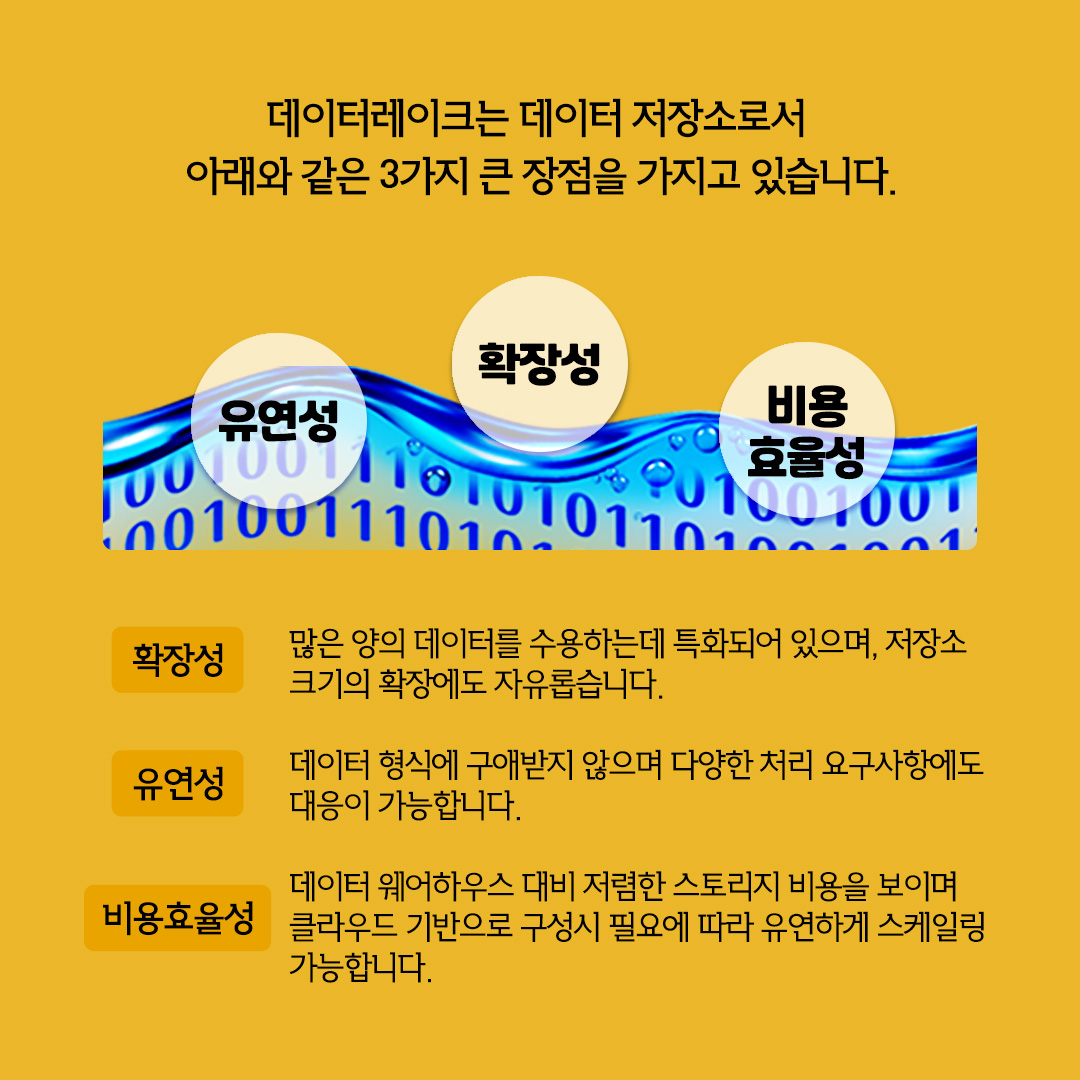 데이터레이크는 데이터 저장소로서
아래와 같은 3가지 큰 장점을 가지고 있습니다.
유연성
확장성
비용
효율성
확장성
많은 양의 데이터를 수용하는데 특화되어 있으며, 저장소
크기의 확장에도 자유롭습니다.
유연성
데이터 형식에 구애받지 않으며 다양한 처리 요구사항에도
대응이 가능합니다.
비용효율성
데이터 웨어하우스 대비 저렴한 스토리지 비용을 보이며
클라우드 기반으로 구성시 필요에 따라 유연하게 스케일링
가능합니다.